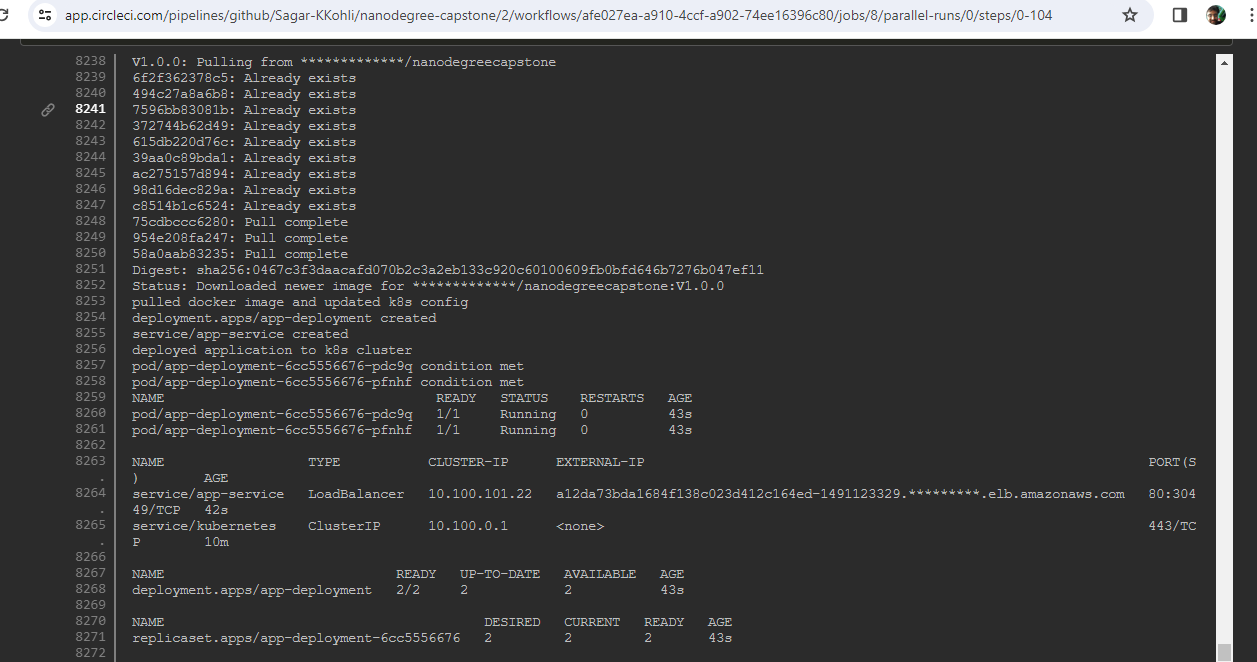 app.circleci.com/pipelines/github/Sagar-KKohli/nanodegree-capstone/2/workflows/afe027ea-a910-4ccf-a902-74ee16396c80/jobs/8/parallel-runs/0/steps/0-104
8238 V1.0.0: Pulling from *************/nanodegreecapstone
8239 6f2f362378c5: Already exists
8240 494c27a8a6b8: Already exists
8241 7596bb83081b: Already exists
8242 372744b62d49: Already exists
8243 615db220d76c: Already exists
8244 39aa0c89bda1: Already exists
8245 ac275157d894: Already exists
8246 98d16dec829a: Already exists
8247 c8514b1c6524: Already exists
8248 75cdbccc6280: Pull complete
8249 954e208fa247: Pull complete
8250 58a0aab83235: Pull complete
8251 Digest: sha256:0467c3f3daacafd070b2c3a2eb133c920c60100609fb0bfd646b7276b047ef11
8252 Status: Downloaded newer image for *************/nanodegreecapstone:V1.0.0
8253 pulled docker image and updated k8s config
8254 deployment.apps/app-deployment created
8255 service/app-service created
8256 deployed application to k8s cluster
8257 pod/app-deployment-6cc5556676-pdc9q condition met
8258 pod/app-deployment-6cc5556676-pfnhf condition met
8259 NAME READY STATUS RESTARTS AGE
8260 pod/app-deployment-6cc5556676-pdc9q 1/1 Running 0 43s
8261 pod/app-deployment-6cc5556676-pfnhf 1/1 Running 0 43s
8262
8263 NAME TYPE CLUSTER-IP EXTERNAL-IP PORT(S
. ) AGE
8264 service/app-service LoadBalancer 10.100.101.22 a12da73bda1684f138c023d412c164ed-1491123329.*********.elb.amazonaws.com 80:304
. 49/TCP 42s
8265 service/kubernetes ClusterIP 10.100.0.1 <none> 443/TC
. P 10m
8266
8267 NAME READY UP-TO-DATE AVAILABLE AGE
8268 deployment.apps/app-deployment 2/2 2 2 43s
8269
8270 NAME DESIRED CURRENT READY AGE
8271 replicaset.apps/app-deployment-6cc5556676 2 2 2 43s
8272